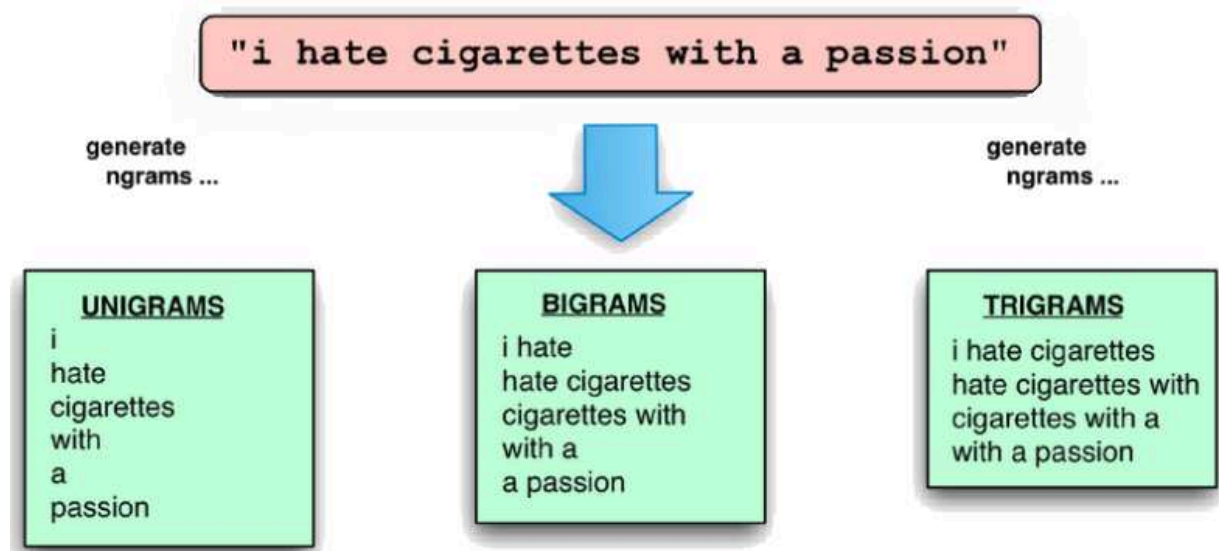 "i hate cigarettes with a passion"
generate
ngrams ...
generate
ngrams ...
UNIGRAMS
i
hate
cigarettes
with
a
passion
BIGRAMS
i hate
hate cigarettes
cigarettes with
with a
a passion
TRIGRAMS
i hate cigarettes
hate cigarettes with
cigarettes with a
with a passion